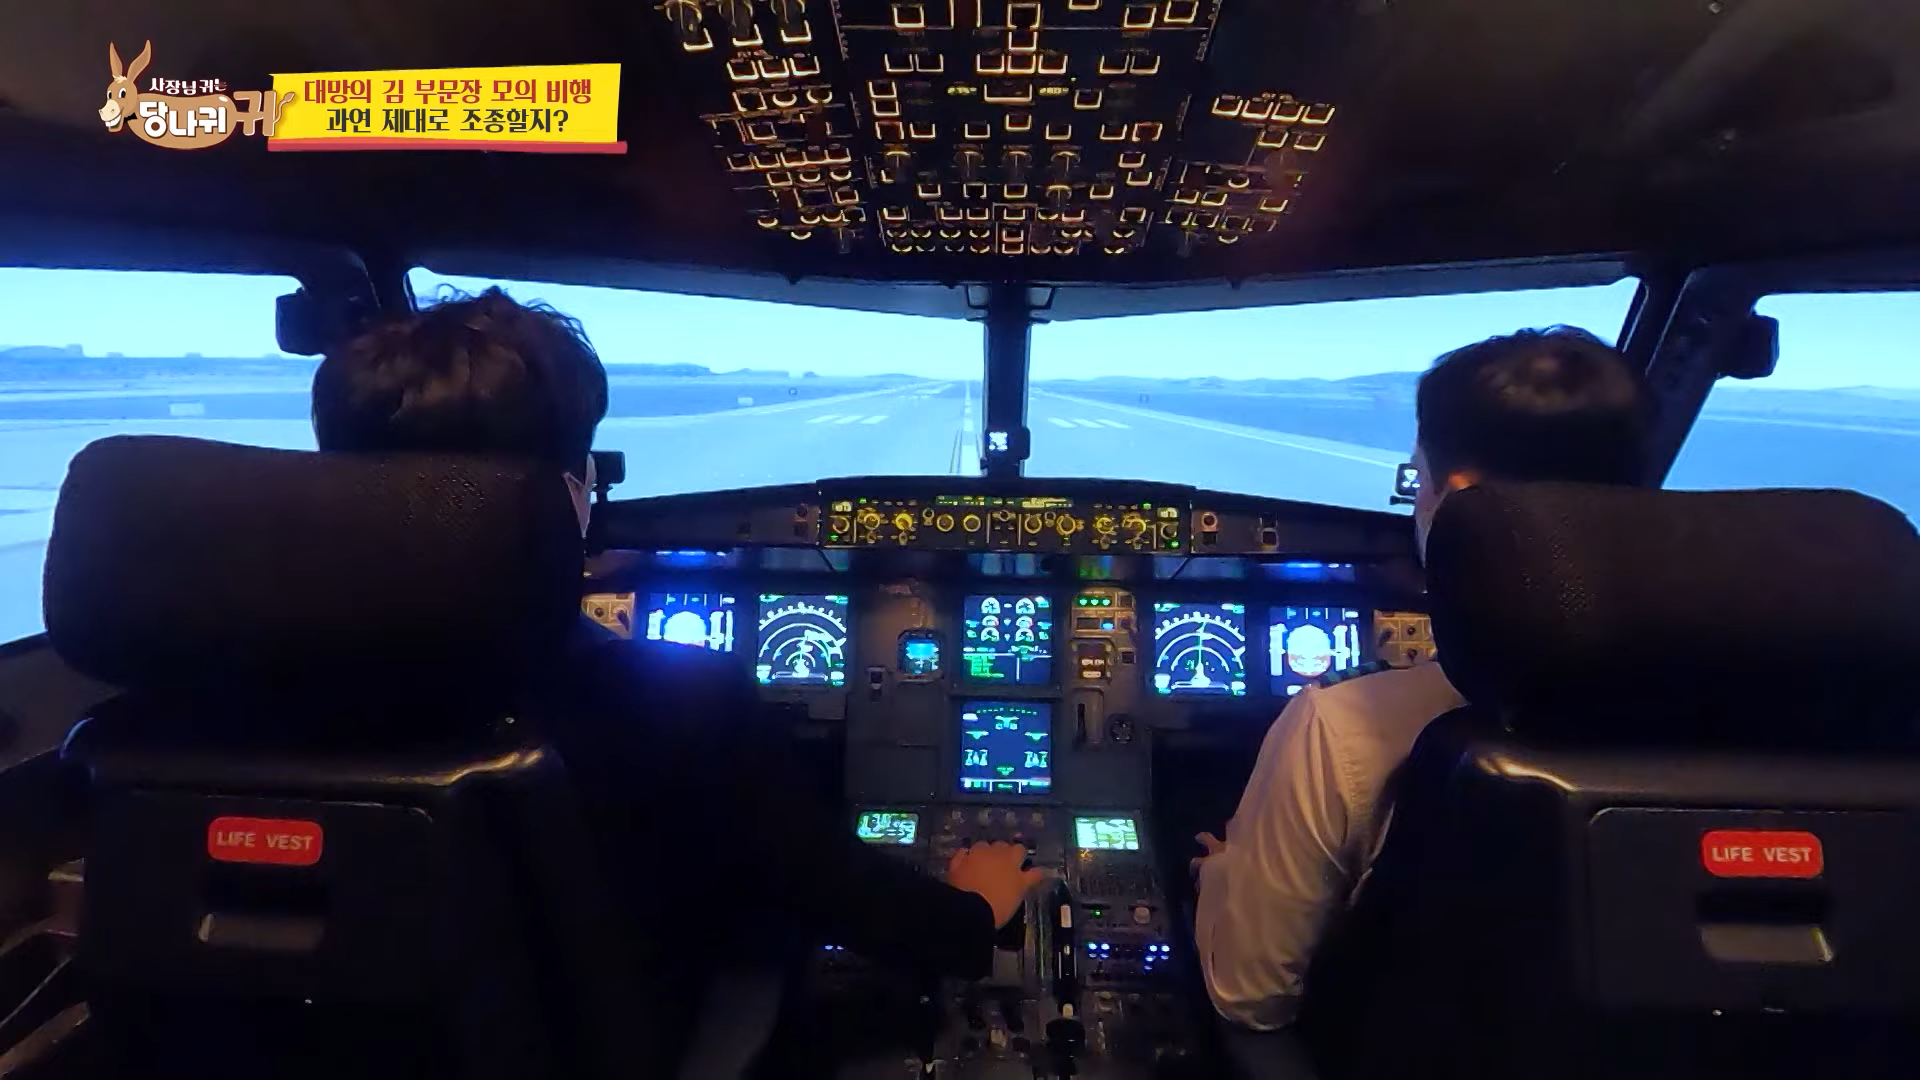 사장님 귀는
당나귀 귀
대망의 김 부문장 모의 비행
과연 제대로 조종할지?
LIFE VEST
LIFE VEST